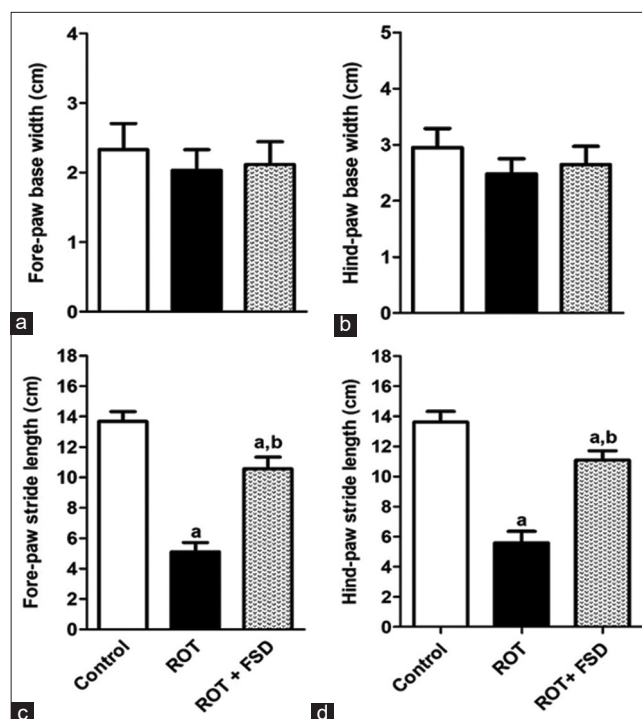 Fore-paw base width (cm)
4
3
2
1
0
a
Hind-paw base width (cm)
5
4
3
2
1
0
b
Fore-paw stride length (cm)
18
16
14
12
10
8
6
4
2
0
a
a,b
Control
ROT
ROT + FSD
c
Hind-paw stride length (cm)
18
16
14
12
10
8
6
4
2
0
a
a,b
Control
ROT
ROT+ FSD
d